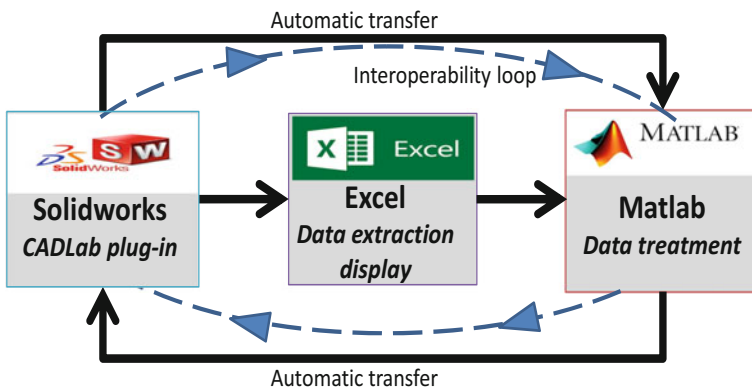 Automatic transfer
Interoperability loop
SW
SolidWorks
Solidworks
CADLab plug-in
X
Excel
Excel
Data extraction
display
MATLAB
Matlab
Data treatment
Automatic transfer